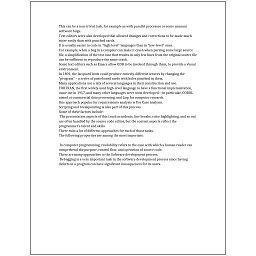 This can be a non-trivial task, for example as with parallel processes or some unusual
software bugs.
Text editors were also developed that allowed changes and corrections to be made much
more easily than with punched cards.
It is usually easier to code in "high-level" languages than in "low-level" ones.
For example, when a bug in a compiler can make it crash when parsing some large source
file, a simplification of the test case that results in only few lines from the original source file
can be sufficient to reproduce the same crash.
Some text editors such as Emacs allow GDB to be invoked through them, to provide a visual
environment.
In 1801, the Jacquard loom could produce entirely different weaves by changing the
"program" - a series of pasteboard cards with holes punched in them.
Many applications use a mix of several languages in their construction and use.
FORTRAN, the first widely used high-level language to have a functional implementation,
came out in 1957 and many other languages were soon developed - in particular, COBOL
aimed at commercial data processing, and Lisp for computer research.
One approach popular for requirements analysis is Use Case analysis.
Scripting and breakpointing is also part of this process.
Some of these factors include:
The presentation aspects of this (such as indents, line breaks, color highlighting, and so on)
are often handled by the source code editor, but the content aspects reflect the
programmer's talent and skills.
There exist a lot of different approaches for each of those tasks.
The following properties are among the most important:

In computer programming, readability refers to the ease with which a human reader can
comprehend the purpose, control flow, and operation of source code.
There are many approaches to the Software development process.
Debugging is a very important task in the software development process since having
defects in a program can have significant consequences for its users.